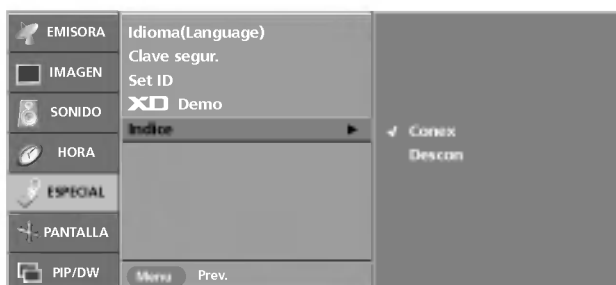 EMISORA
IMAGEN
SONIDO
HORA
ESPECIAL
PANTALLA
PIP/DW
Idioma(Language)
Clave segur.
Set ID
XD Demo
Indice
Menu Prev.
Conex
Descon